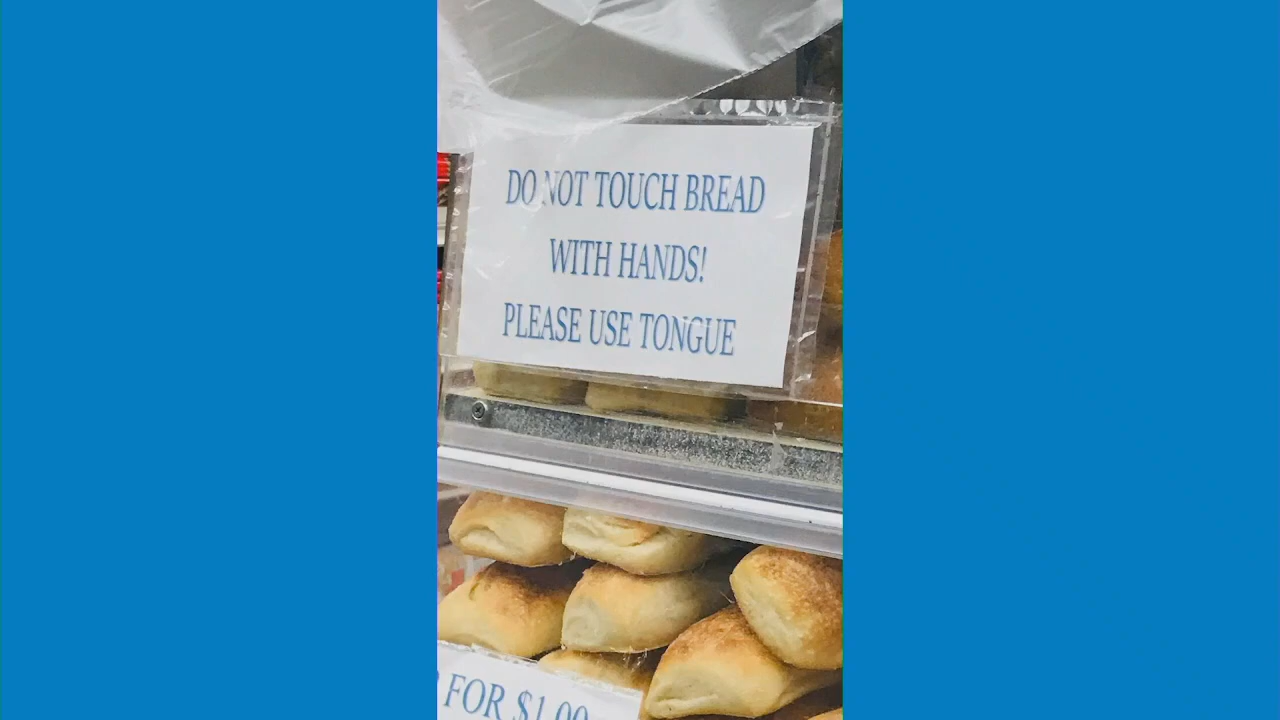 DO NOT TOUCH BREAD
WITH HANDS!
PLEASE USE TONGUE
FOR $1.00